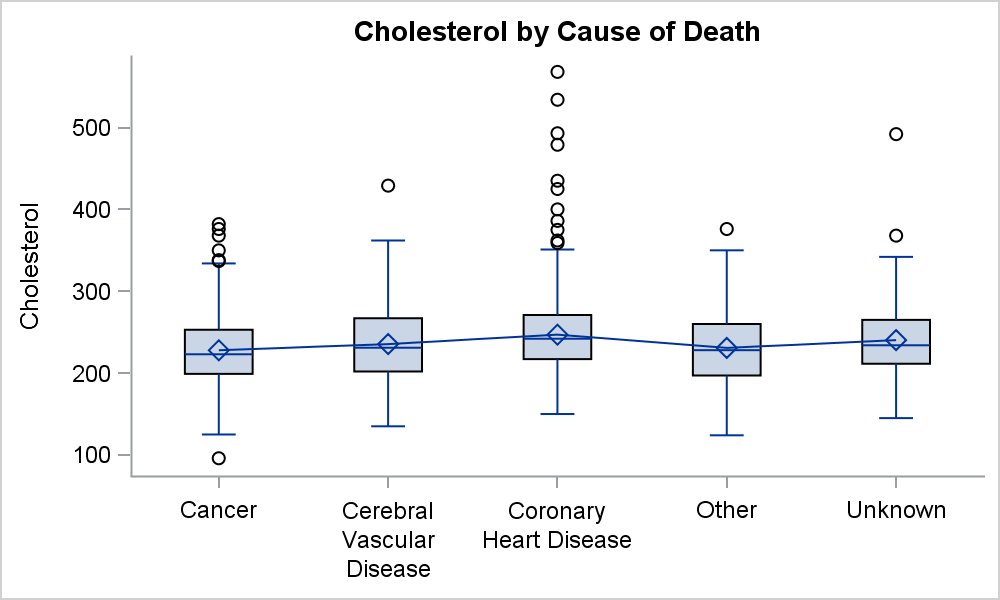 Cholesterol by Cause of Death
500
400
300
200
100
Cholesterol
Cancer
Cerebral
Vascular
Disease
Coronary
Heart Disease
Other
Unknown